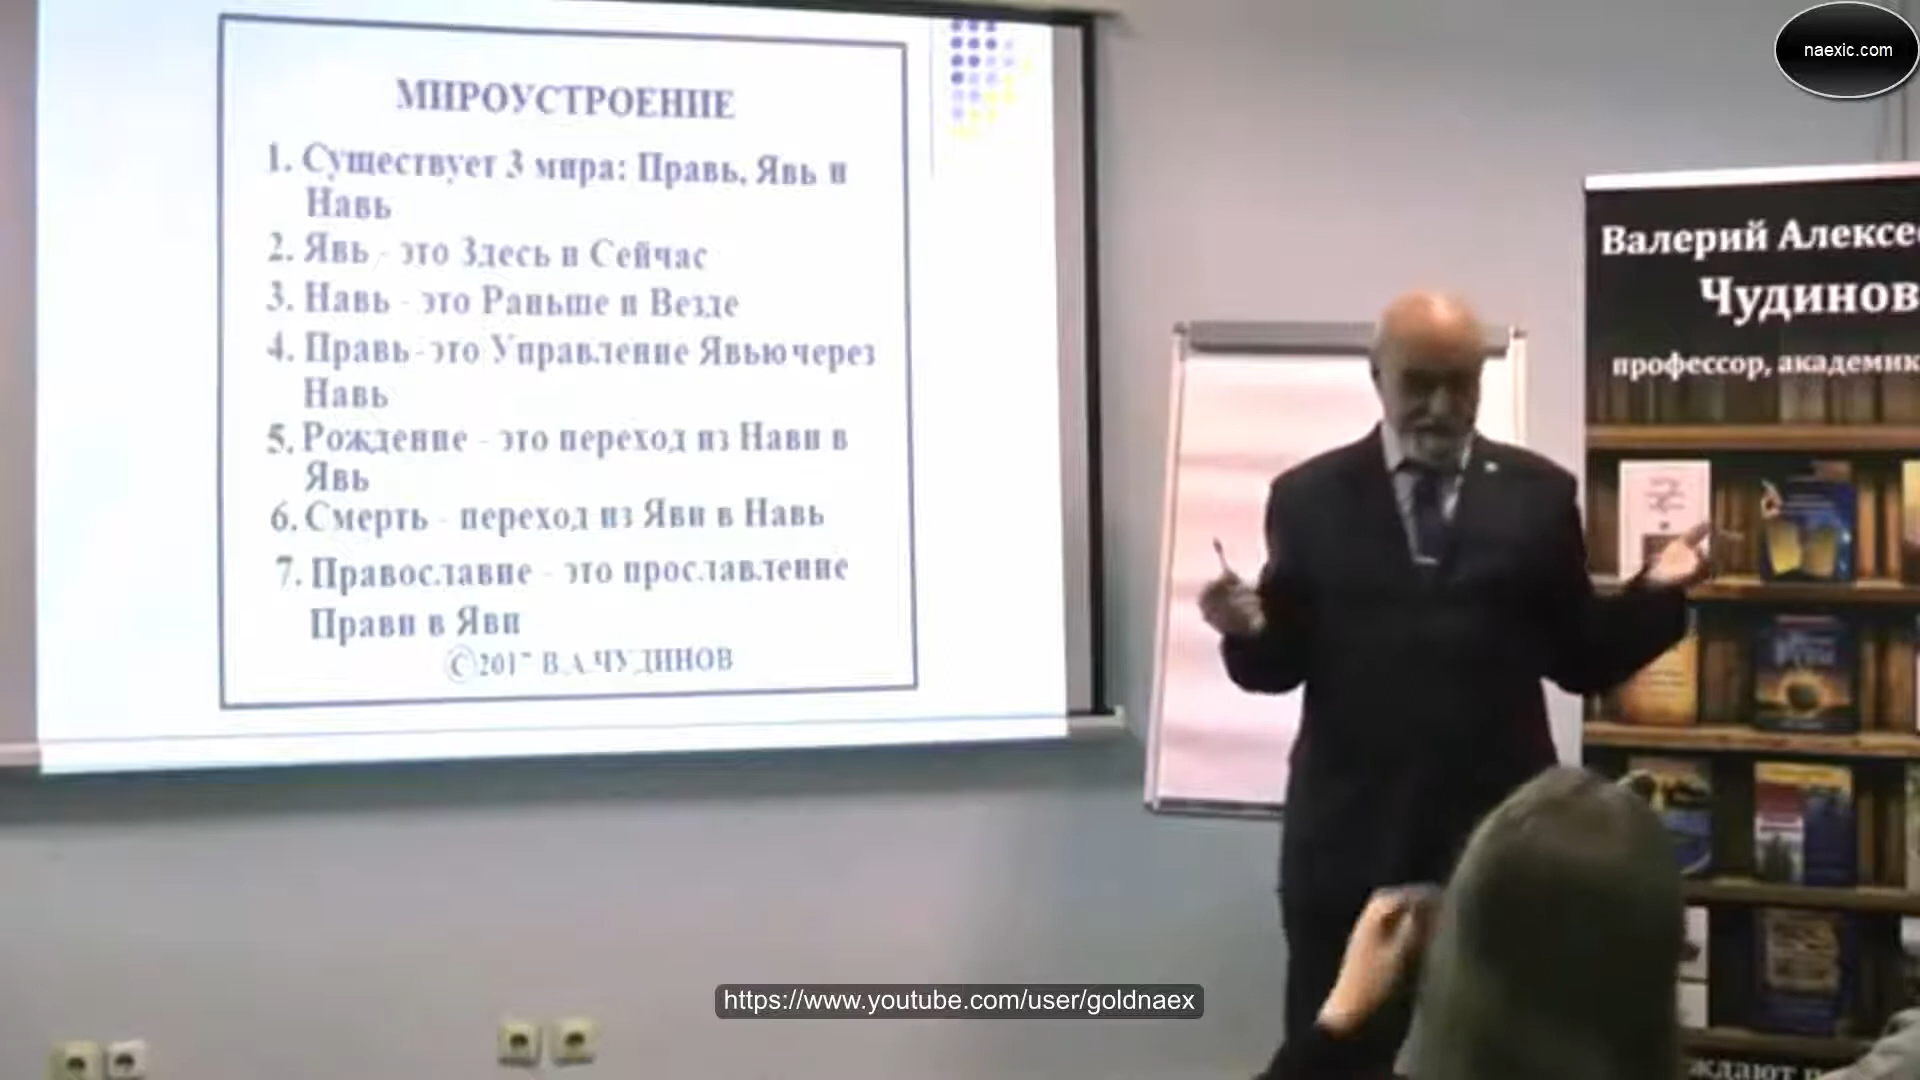 МИРОУСТРОЕНИЕ
1. Существует 3 мира: Правь, Явь и
Навь
2. Явь - это Здесь и Сейчас
3. Навь - это Раньше и Везде
4. Правь -это Управление Явью через
Навь
5. Рождение - это переход из Нави в
Явь
6. Смерть - переход из Яви в Навь
7. Православие - это прославление
Прави в Яви
©2017 В.А.ЧУДИНОВ
naexic.com
Валерий Алексе
Чудинов
профессор, академик
https://www.youtube.com/user/goldnaex